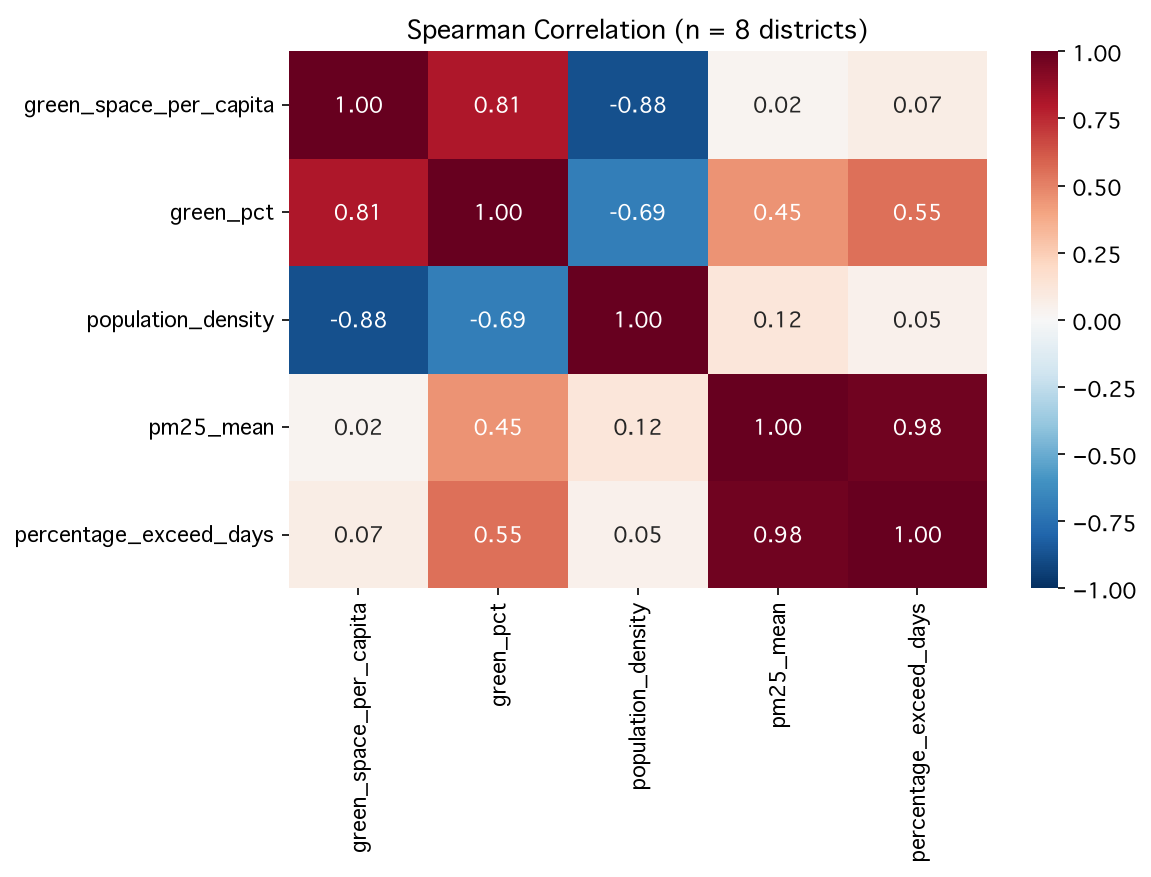 Spearman Correlation (n = 8 districts)
green_space_per_capita 1.00 0.81 -0.88 0.02 0.07
green_pct 0.81 1.00 -0.69 0.45 0.55
population_density -0.88 -0.69 1.00 0.12 0.05
pm25_mean 0.02 0.45 0.12 1.00 0.98
percentage_exceed_days 0.07 0.55 0.05 0.98 1.00
green_space_per_capita
green_pct
population_density
pm25_mean
percentage_exceed_days
1.00
0.75
0.50
0.25
0.00
−0.25
−0.50
−0.75
−1.00